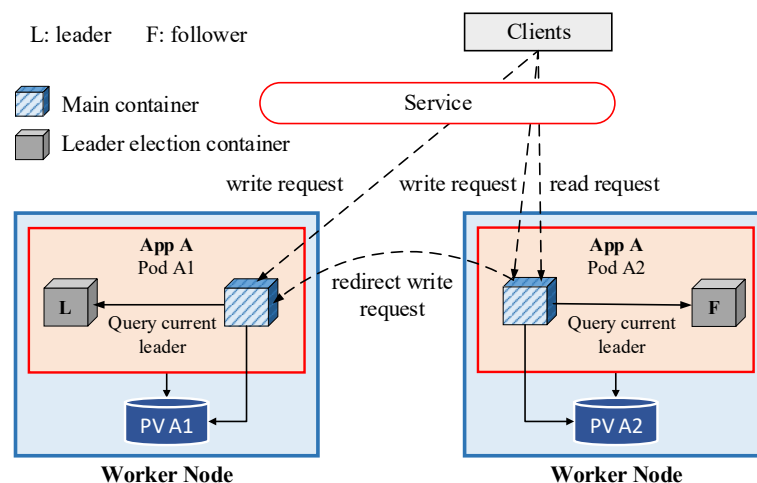 L: leader
F: follower
Clients
Main container
Service
Leader election container
write request
write request
read request
App A
Pod A1
App A
Pod A2
redirect write
request
L
F
Query current
leader
Query current
leader
PV A1
PV A2
Worker Node
Worker Node